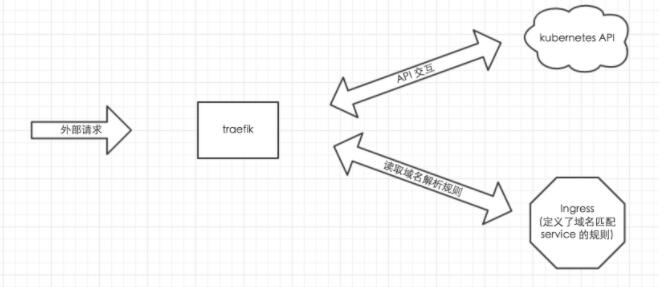 kubernetes API
API 交互
外部请求
traefik
读取域名解析规则
Ingress
(定义了域名匹配
service 的规则)